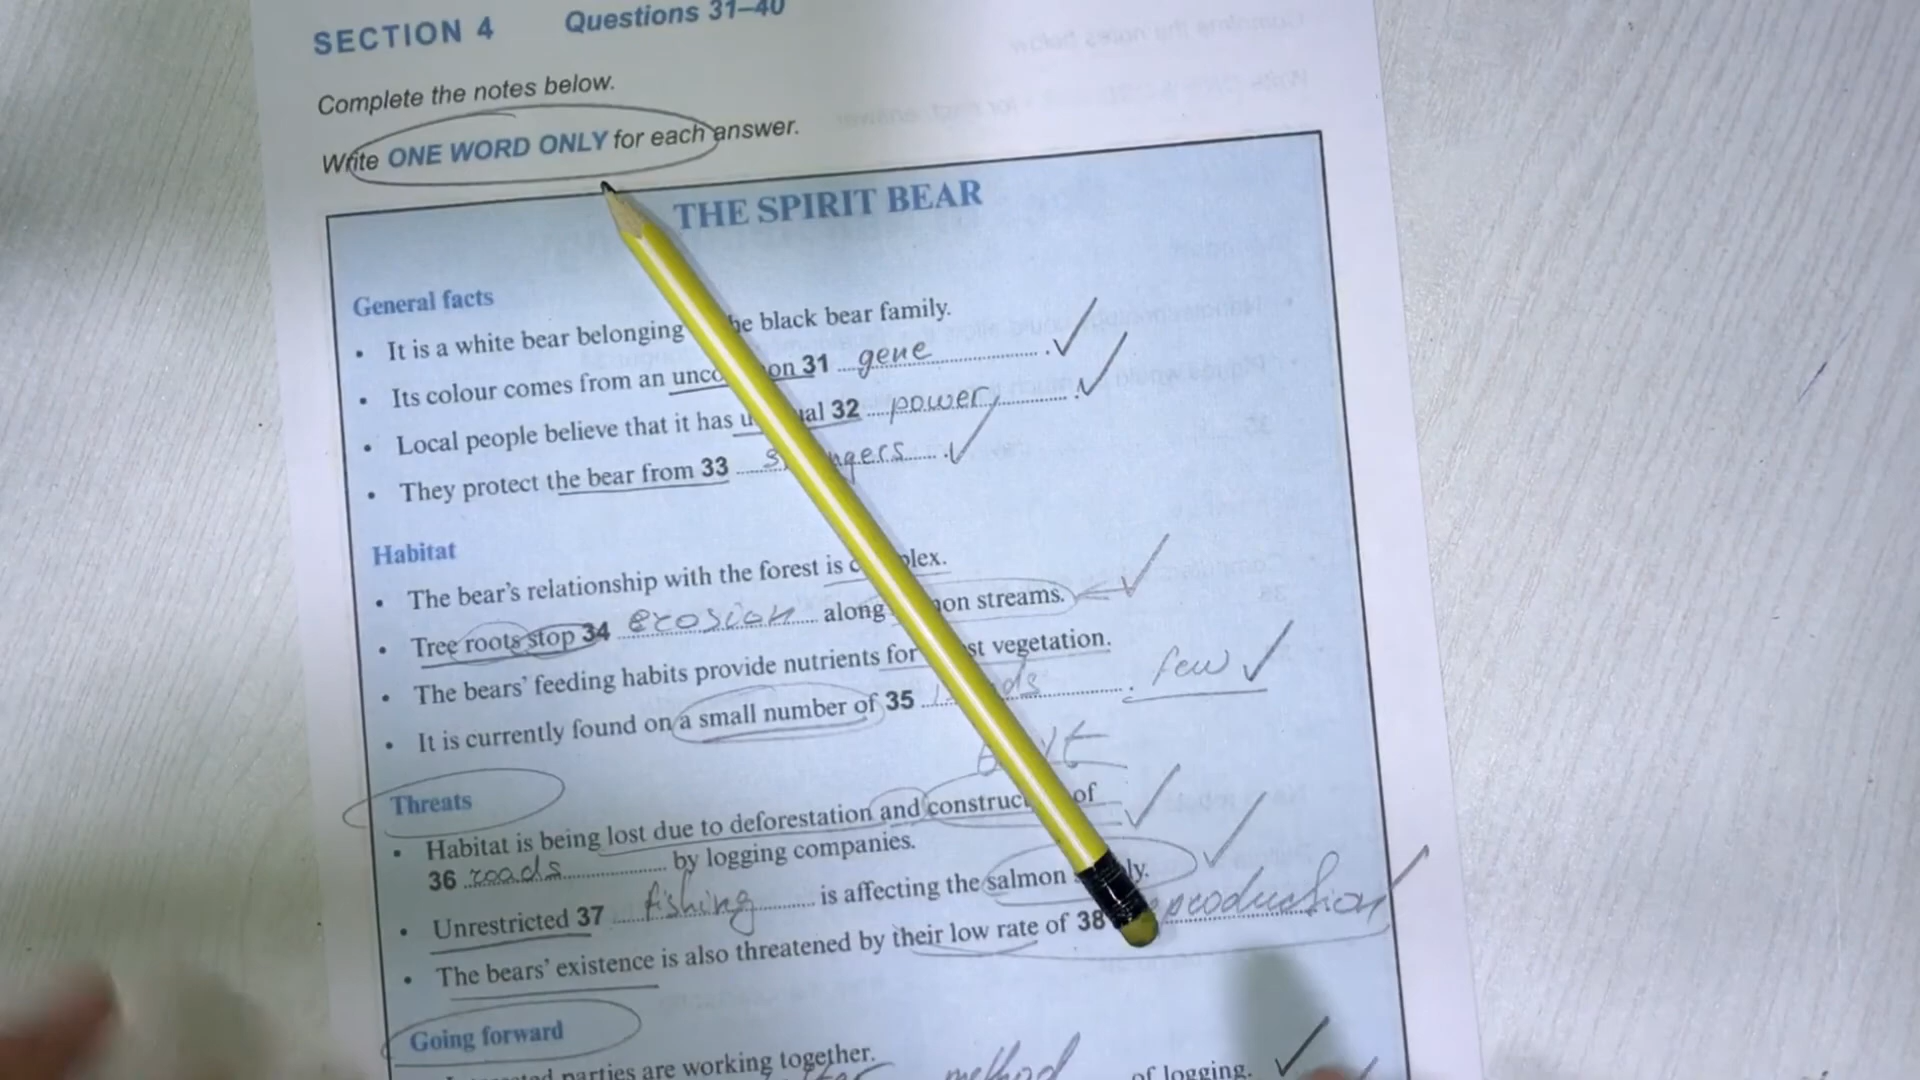 SECTION 4 Questions 31–40
Complete the notes below.
Write ONE WORD ONLY for each answer.
THE SPIRIT BEAR
General facts
• It is a white bear belonging he black bear family.
• Its colour comes from an unco on 31 gene
• Local people believe that it has u al 32 power
• They protect the bear from 33 s ngers
Habitat
• The bear's relationship with the forest is c plex.
• Tree roots stop 34 erosion along on streams.
• The bears' feeding habits provide nutrients for st vegetation.
• It is currently found on a small number of 35 ds. few
Threats
• Habitat is being lost due to deforestation and construc of
36 roads by logging companies.
• Unrestricted 37 fishing is affecting the salmon ly.
• The bears' existence is also threatened by their low rate of 38 eproduction
Going forward
parties are working together.
method of logging.